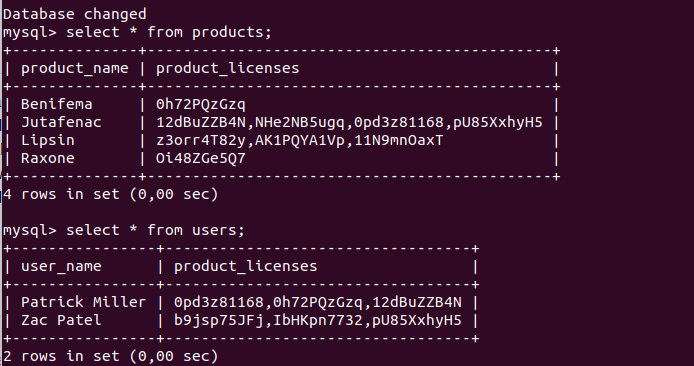 Database changed
mysql> select * from products;
+--------------+---------------------------------------------+
| product_name | product_licenses                            |
+--------------+---------------------------------------------+
| Benifema     | 0h72PQzGzq                                  |
| Jutafenac    | 12dBuZZB4N,NHe2NB5ugq,0pd3z81168,pU85XxhyH5 |
| Lipsin       | z3orr4T82y,AK1PQYA1Vp,11N9mnOaxT            |
| Raxone       | Oi48ZGe5Q7                                  |
+--------------+---------------------------------------------+
4 rows in set (0,00 sec)
mysql> select * from users;
+----------------+----------------------------------+
| user_name      | product_licenses                 |
+----------------+----------------------------------+
| Patrick Miller | 0pd3z81168,0h72PQzGzq,12dBuZZB4N |
| Zac Patel      | b9jsp75JFj,IbHKpn7732,pU85XxhyH5 |
+----------------+----------------------------------+
2 rows in set (0,00 sec)